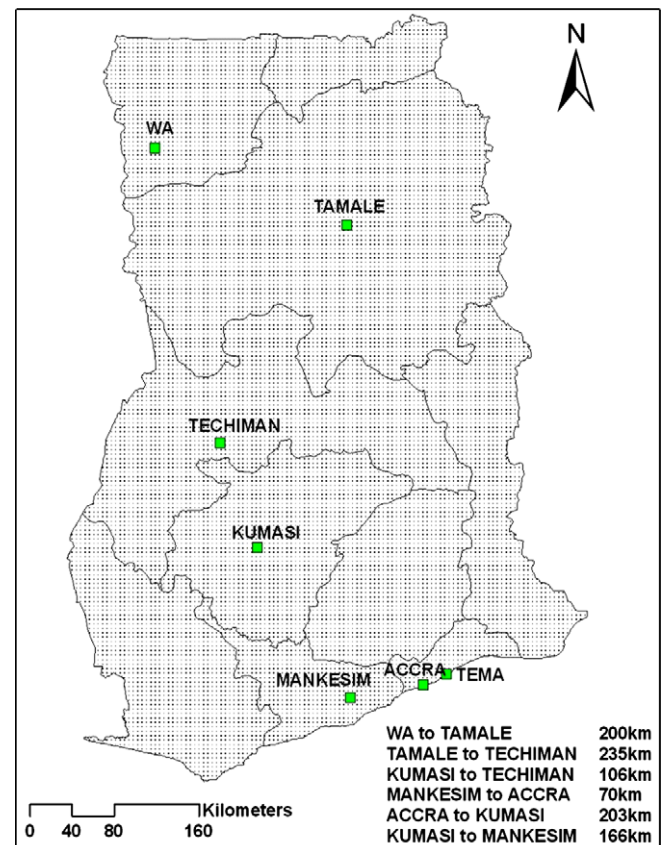 N
WA
TAMALE
TECHIMAN
KUMASI
ACCRA
TEMA
MANKESIM
WA to TAMALE 200km
TAMALE to TECHIMAN 235km
KUMASI to TECHIMAN 106km
MANKESIM to ACCRA 70km
ACCRA to KUMASI 203km
KUMASI to MANKESIM 166km
Kilometers
0 40 80 160